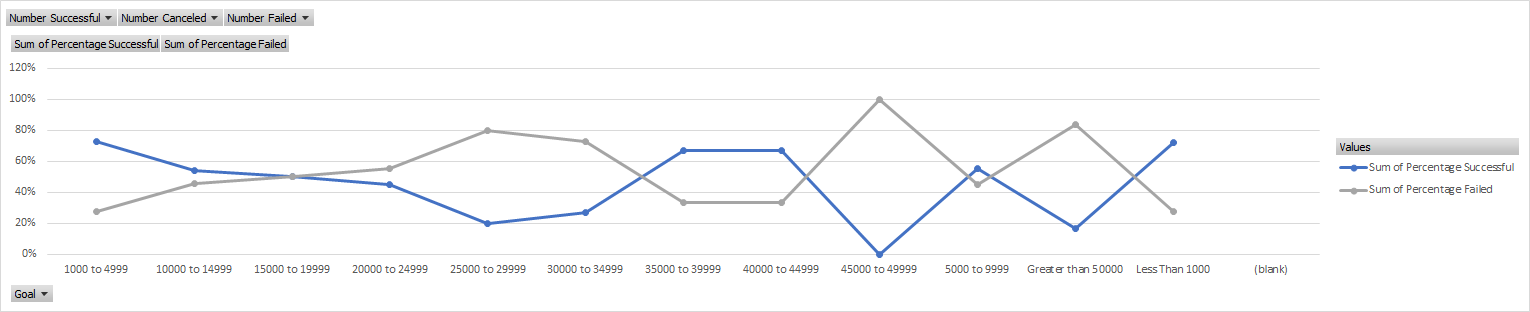 Number Successful Number Canceled Number Failed
Sum of Percentage Successful Sum of Percentage Failed
120%
100%
80%
60%
40%
20%
0%
1000 to 4999 10000 to 14999 15000 to 19999 20000 to 24999 25000 to 29999 30000 to 34999 35000 to 39999 40000 to 44999 45000 to 49999 5000 to 9999 Greater than 50000 Less Than 1000 (blank)
Values
Sum of Percentage Successful
Sum of Percentage Failed
Goal